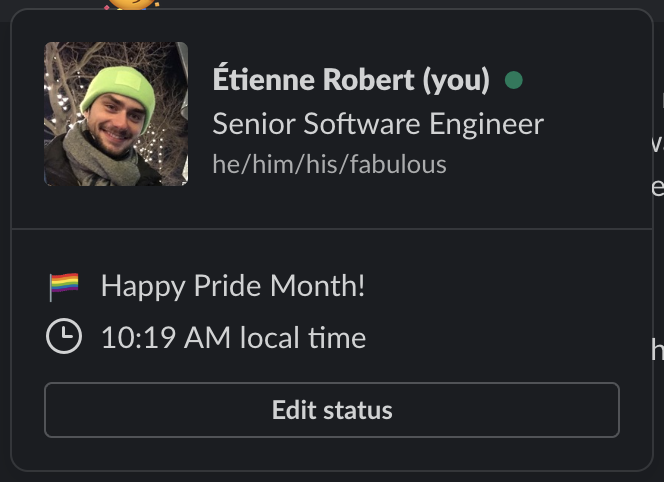 Étienne Robert (you)
Senior Software Engineer
he/him/his/fabulous
Happy Pride Month!
10:19 AM local time
Edit status